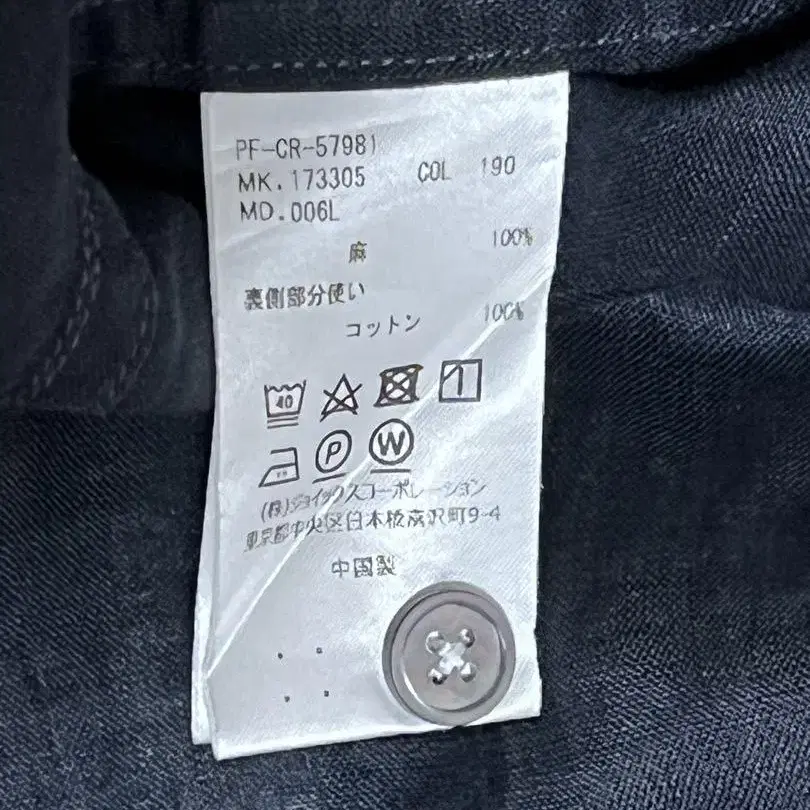 PF-CR-57981
MK.173305 COL 190
MD.006L
麻 100%
裏側部分使い
コットン 100%
40
P W
(株)ジョイックスコーポレーション
東京都中央区日本橋富沢町9-4
中国製